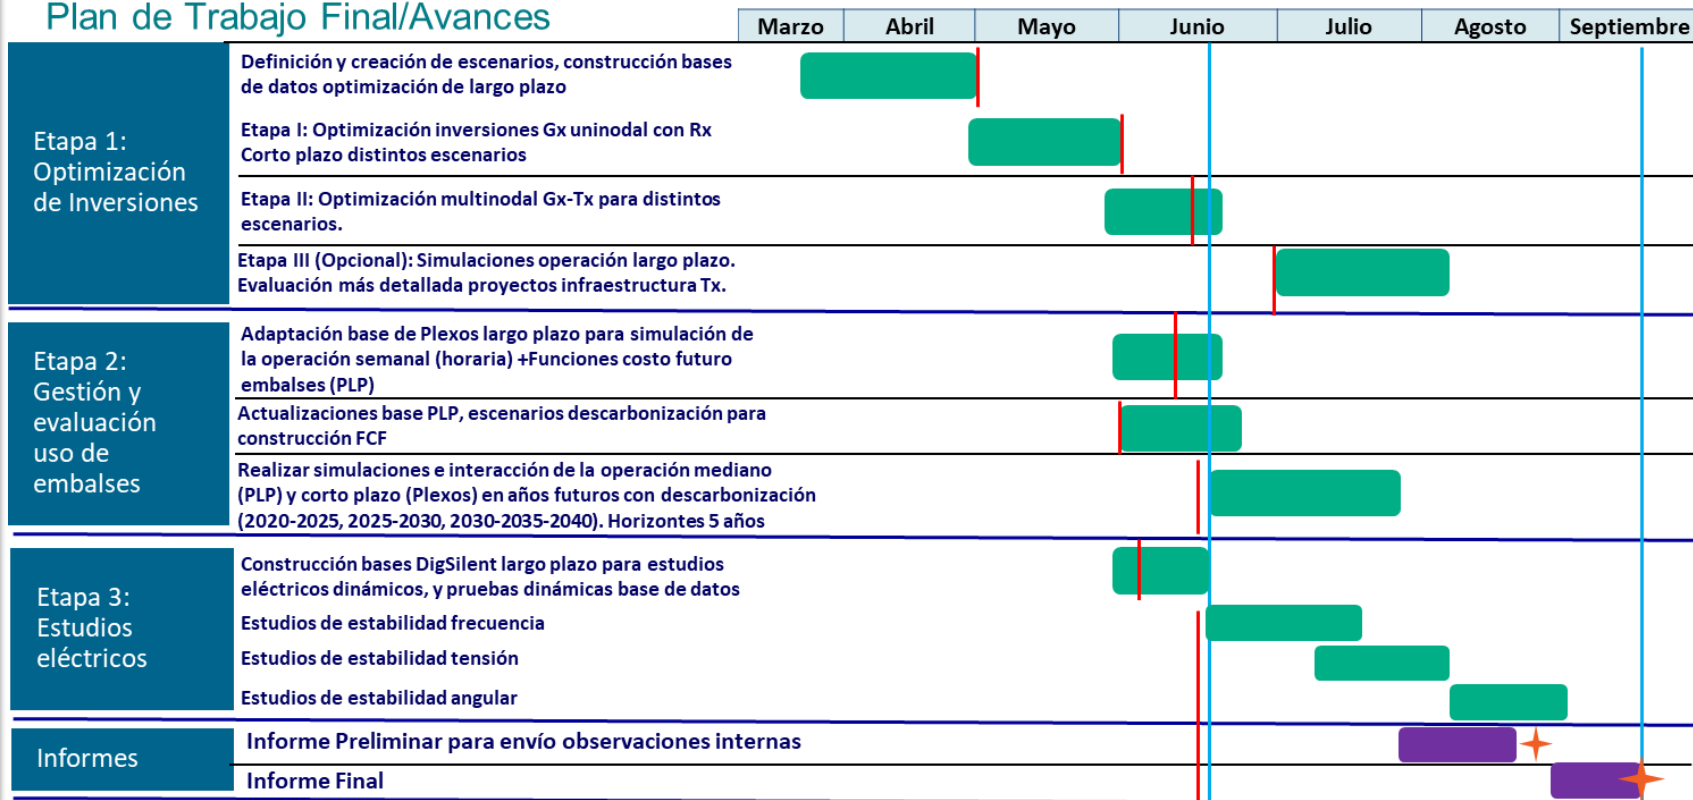 Plan de Trabajo Final/Avances
Marzo
Abril
Mayo
Junio
Julio
Agosto
Septiembre
Etapa 1:
Optimización
de Inversiones
Definición y creación de escenarios, construcción bases
de datos optimización de largo plazo
Etapa I: Optimización inversiones Gx uninodal con Rx
Corto plazo distintos escenarios
Etapa II: Optimización multinodal Gx-Tx para distintos
escenarios.
Etapa III (Opcional): Simulaciones operación largo plazo.
Evaluación más detallada proyectos infraestructura Tx.
Etapa 2:
Gestión y
evaluación
uso de
embalses
Adaptación base de Plexos largo plazo para simulación de
la operación semanal (horaria) +Funciones costo futuro
embalses (PLP)
Actualizaciones base PLP, escenarios descarbonización para
construcción FCF
Realizar simulaciones e interacción de la operación mediano
(PLP) y corto plazo (Plexos) en años futuros con descarbonización
(2020-2025, 2025-2030, 2030-2035-2040). Horizontes 5 años
Etapa 3:
Estudios
eléctricos
Construcción bases DigSilent largo plazo para estudios
eléctricos dinámicos, y pruebas dinámicas base de datos
Estudios de estabilidad frecuencia
Estudios de estabilidad tensión
Estudios de estabilidad angular
Informes
Informe Preliminar para envío observaciones internas
Informe Final